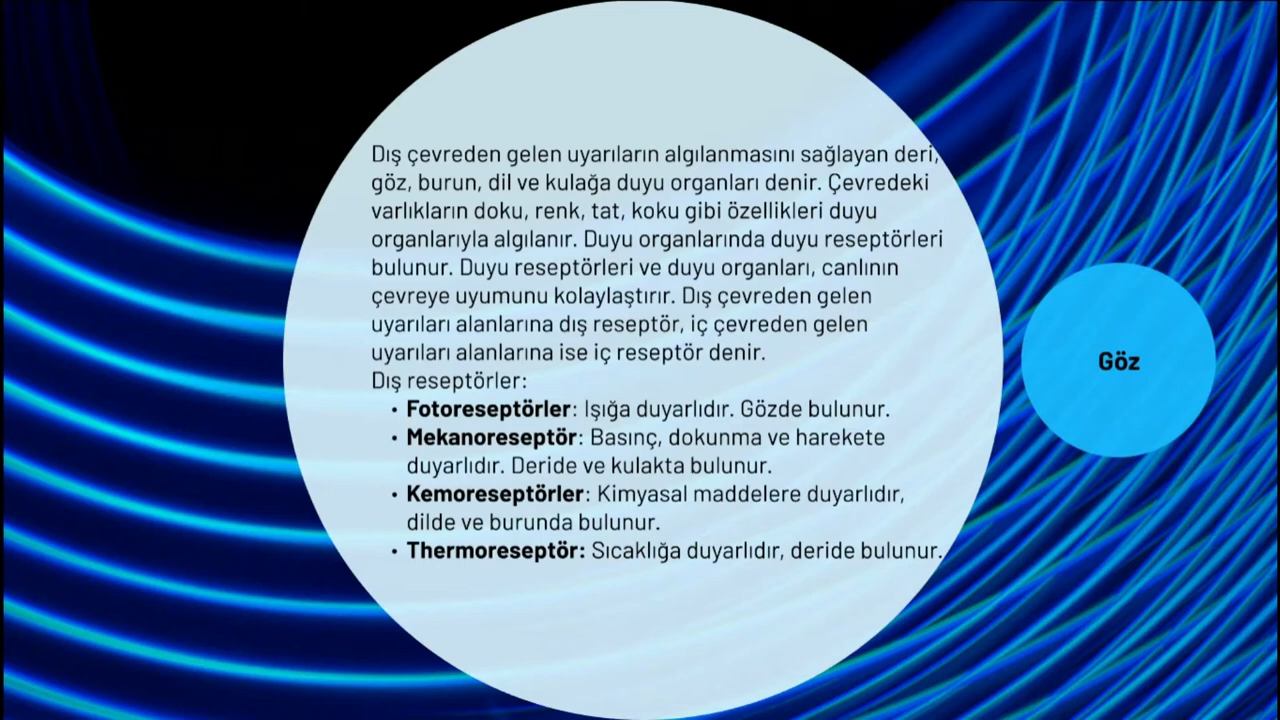 Dış çevreden gelen uyarıların algılanmasını sağlayan deri,
göz, burun, dil ve kulağa duyu organları denir. Çevredeki
varlıkların doku, renk, tat, koku gibi özellikleri duyu
organlarıyla algılanır. Duyu organlarında duyu reseptörleri
bulunur. Duyu reseptörleri ve duyu organları, canlının
çevreye uyumunu kolaylaştırır. Dış çevreden gelen
uyarıları alanlarına dış reseptör, iç çevreden gelen
uyarıları alanlarına ise iç reseptör denir.
Dış reseptörler:
• Fotoreseptörler: Işığa duyarlıdır. Gözde bulunur.
• Mekanoreseptör: Basınç, dokunma ve harekete
duyarlıdır. Deride ve kulakta bulunur.
• Kemoreseptörler: Kimyasal maddelere duyarlıdır,
dilde ve burunda bulunur.
• Thermoreseptör: Sıcaklığa duyarlıdır, deride bulunur.
Göz